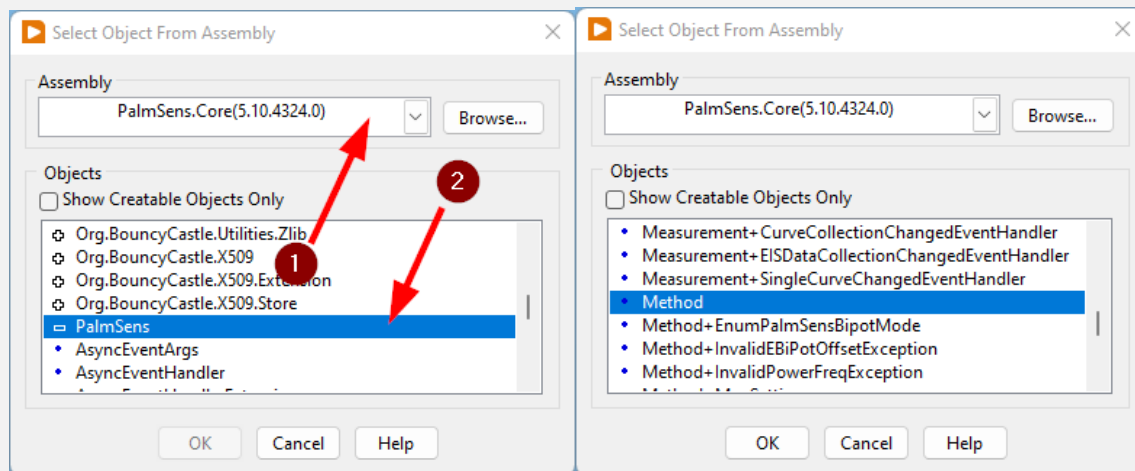 Select Object From Assembly
Assembly
PalmSens.Core(5.10.4324.0)
Browse...
Objects
Show Creatable Objects Only
2
Org.BouncyCastle.Utilities.Zlib
Org.BouncyCastle.X509
1
Org.BouncyCastle.X509.Extension
Org.BouncyCastle.X509.Store
PalmSens
AsyncEventArgs
AsyncEventHandler
OK
Cancel
Help
Select Object From Assembly
Assembly
PalmSens.Core(5.10.4324.0)
Browse...
Objects
Show Creatable Objects Only
Measurement+CurveCollectionChangedEventHandler
Measurement+EISDataCollectionChangedEventHandler
Measurement+SingleCurveChangedEventHandler
Method
Method+EnumPalmSensBipotMode
Method+InvalidEBiPotOffsetException
Method+InvalidPowerFreqException
OK
Cancel
Help